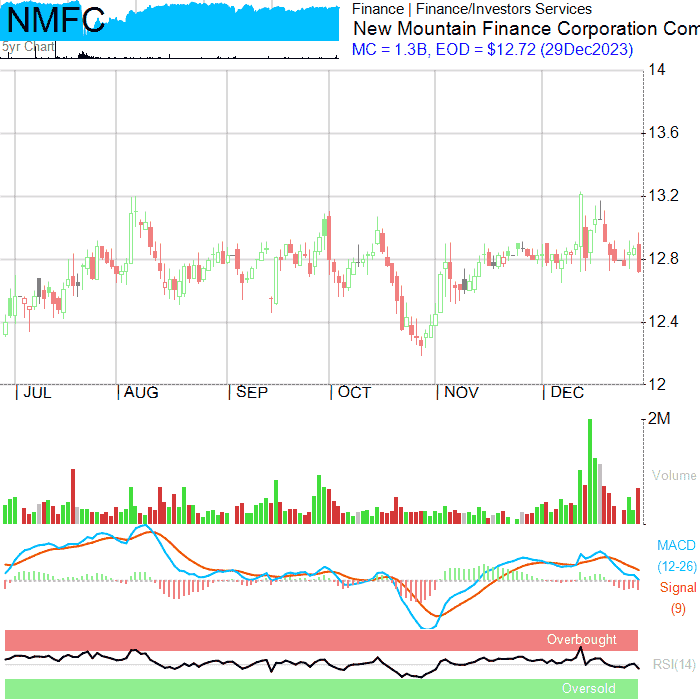 NMFC
5yr Chart
Finance | Finance/Investors Services
New Mountain Finance Corporation Com
MC = 1.3B, EOD = $12.72 (29Dec2023)
14
13.6
13.2
12.8
12.4
12
JUL
AUG
SEP
OCT
NOV
DEC
2M
Volume
MACD
(12-26)
Signal
(9)
Overbought
RSI(14)
Oversold